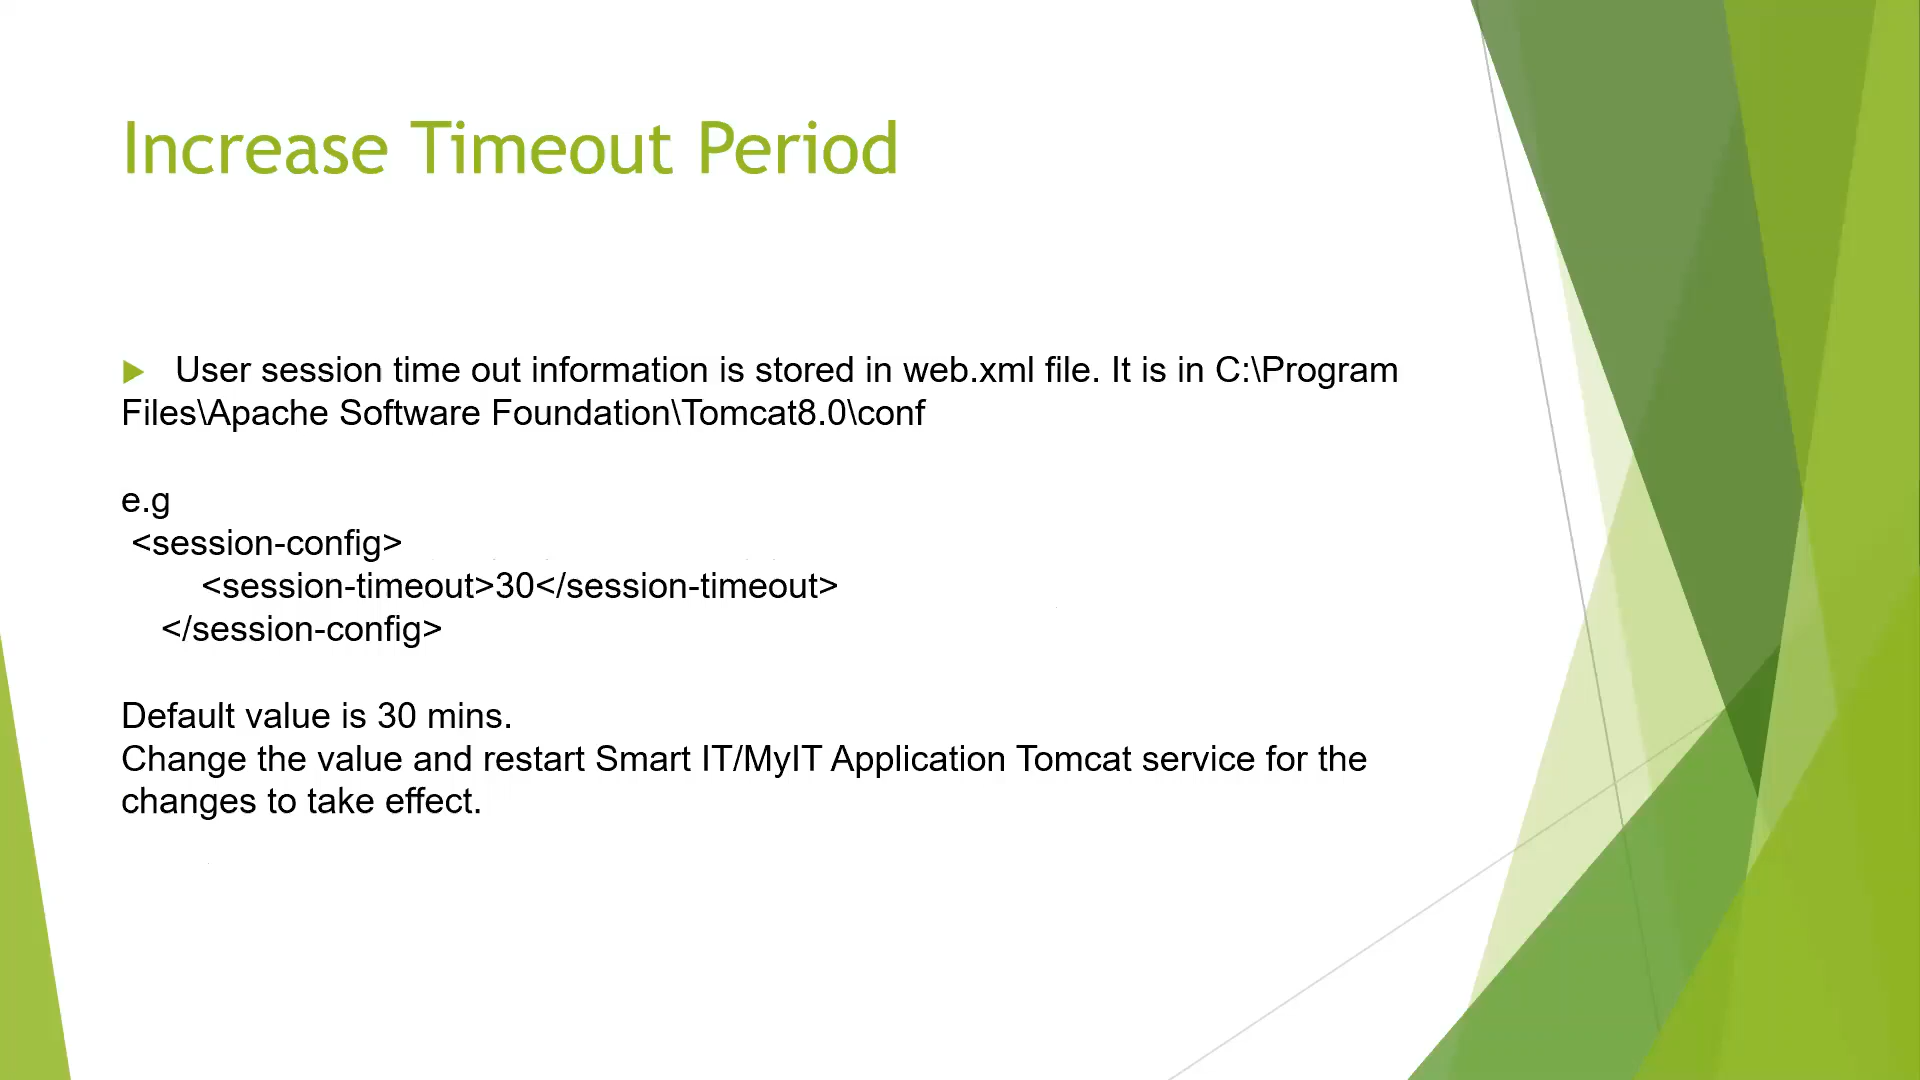 Increase Timeout Period
User session time out information is stored in web.xml file. It is in C:\Program
Files\Apache Software Foundation\Tomcat8.0\conf
e.g
<session-config>
<session-timeout>30</session-timeout>
</session-config>
Default value is 30 mins.
Change the value and restart Smart IT/MyIT Application Tomcat service for the
changes to take effect.